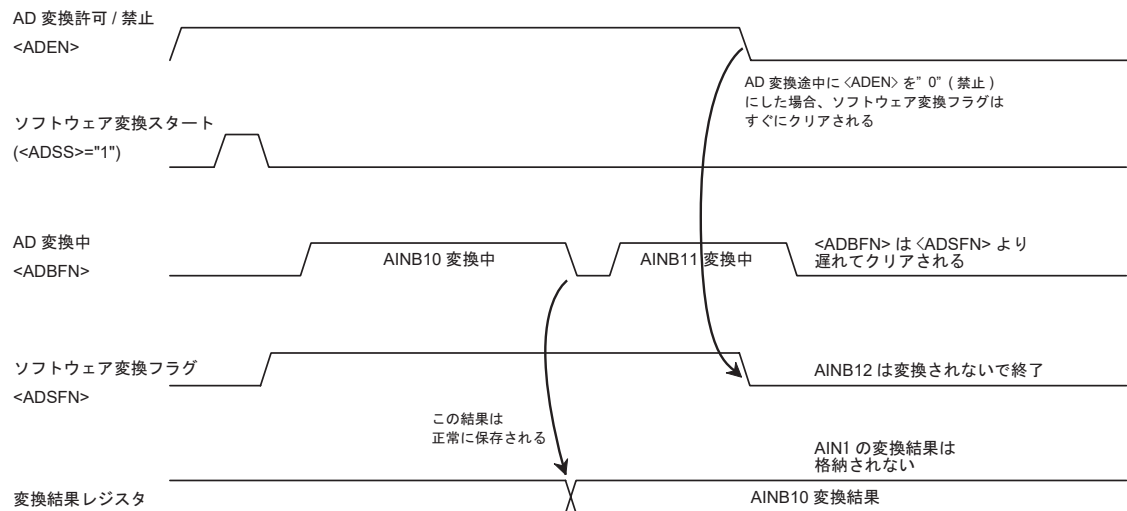 AD 変換許可 / 禁止
<ADEN>
AD 変換途中に〈ADEN〉を”0”(禁止)
にした場合、ソフトウェア変換フラグは
すぐにクリアされる
ソフトウェア変換スタート
(<ADSS>="1")
AD 変換中
<ADBFN>
AINB10 変換中
AINB11 変換中
<ADBFN> は〈ADSFN〉より
遅れてクリアされる
ソフトウェア変換フラグ
<ADSFN>
AINB12 は変換されないで終了
この結果は
正常に保存される
AIN1 の変換結果は
格納されない
変換結果レジスタ
AINB10 変換結果